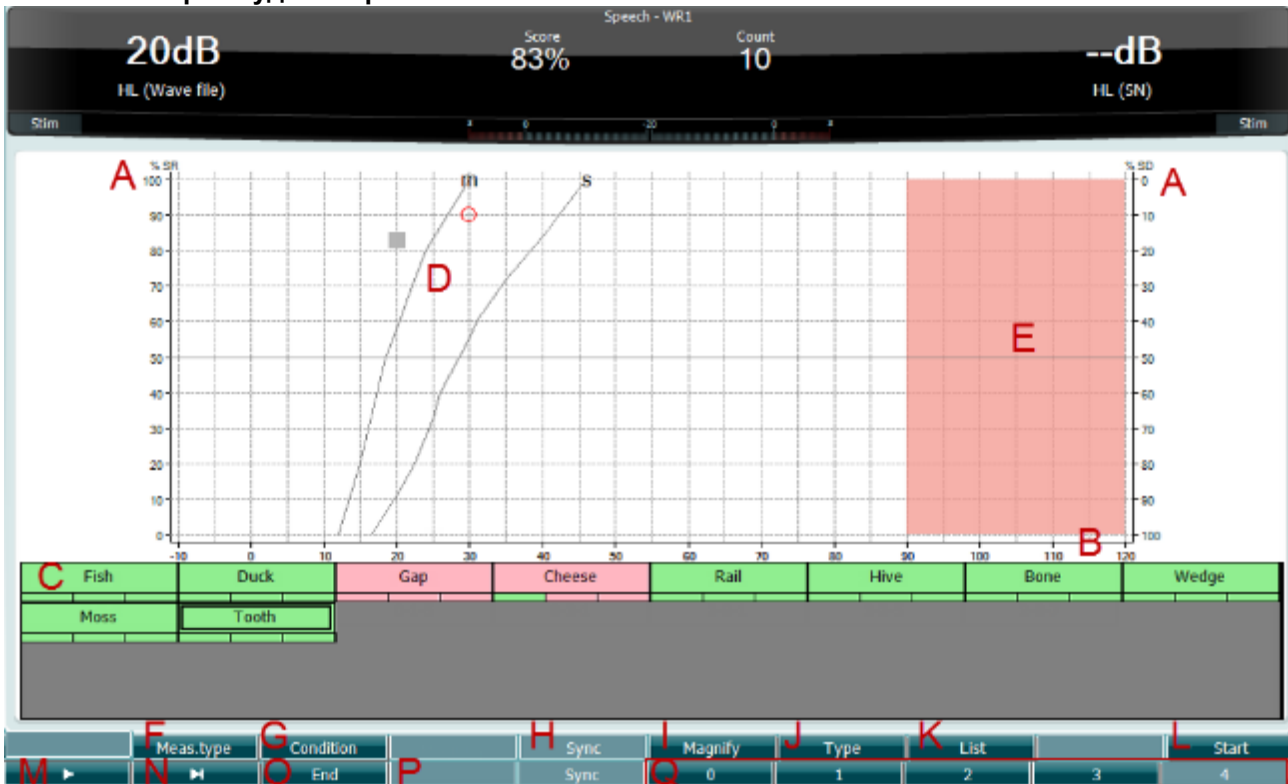 Speech - WR1
20dB Score Count --dB
83% 10
HL (Wave file) HL (SN)
Stim Stim
x 0 -20 0 x
% SR % SD
A 100 m s 0 A
90 10
80 20
D
70 30
60 40
E
50 50
40 60
30 70
20 80
10 90
B
0 100
-10 0 10 20 30 40 50 60 70 80 90 100 110 120
C Fish Duck Gap Cheese Rail Hive Bone Wedge
Moss Tooth
F Meas.type G Condition H Sync I Magnify J Type K List L Start
M N O End P Sync Q 0 1 2 3 4